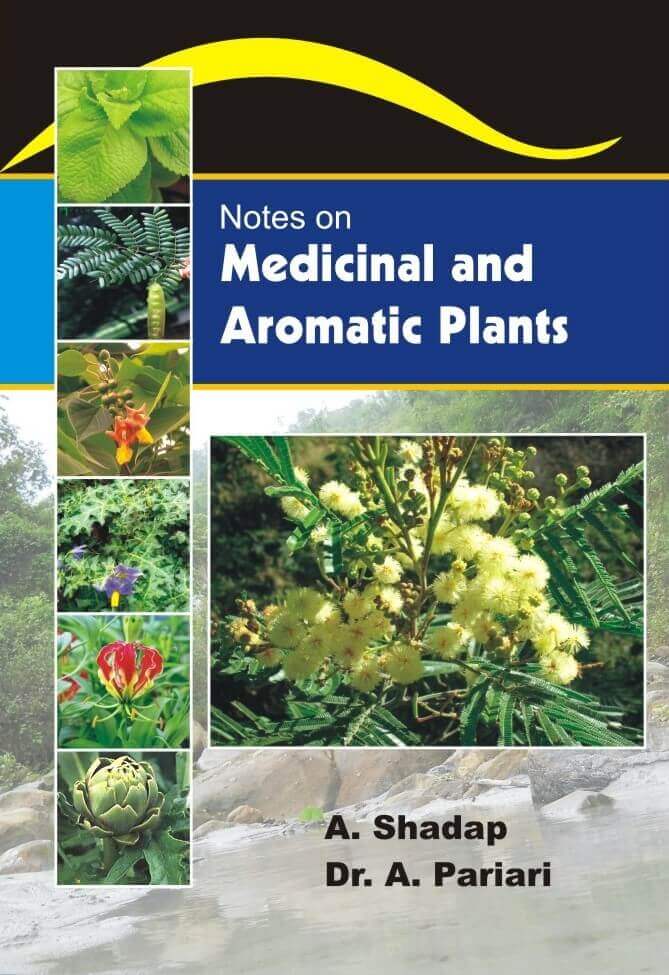 Notes on
Medicinal and
Aromatic Plants
A. Shadap
Dr. A. Pariari